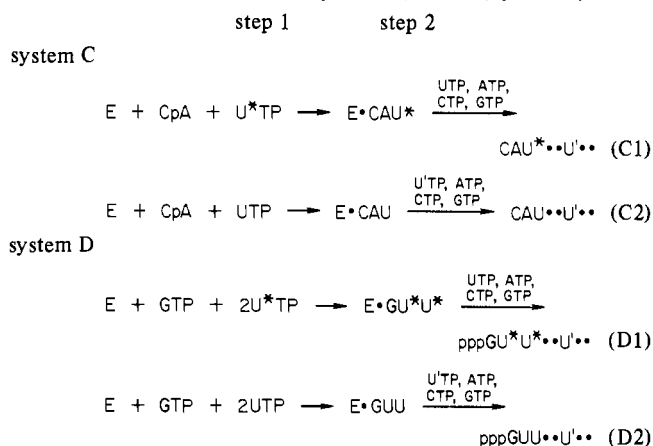 step 1 step 2
system C
E + CpA + U*TP → E•CAU* UTP, ATP, CTP, GTP
CAU*••U'•• (C1)
E + CpA + UTP → E•CAU U'TP, ATP, CTP, GTP CAU••U'•• (C2)
system D
E + GTP + 2U*TP → E•GU*U* UTP, ATP, CTP, GTP
pppGU*U*••U'•• (D1)
E + GTP + 2UTP → E•GUU U'TP, ATP, CTP, GTP
pppGUU••U'•• (D2)